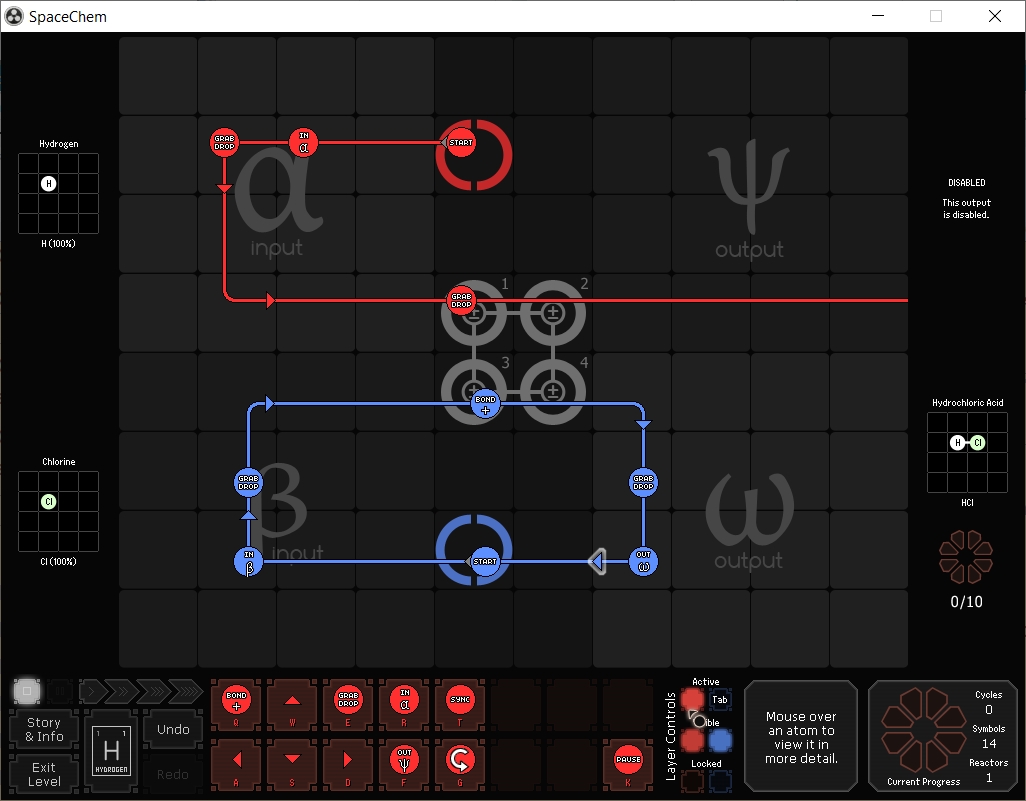 SpaceChem
Hydrogen
H
H (100%)
Chlorine
Cl
Cl (100%)
GRAB
DROP
IN
α
START
α
input
ψ
output
GRAB
DROP
±
1
±
2
±
3
±
4
BOND
+
GRAB
DROP
GRAB
DROP
β
input
IN
β
START
OUT
ω
ω
output
DISABLED
This output
is disabled.
Hydrochloric Acid
H Cl
HCl
0/10
Story
& Info
Exit
Level
1 1
H
HYDROGEN
Undo
Redo
BOND
+
Q
W
GRAB
DROP
E
IN
α
R
SYNC
T
A
S
D
OUT
ψ
F
G
PAUSE
K
Layer Controls
Active
Tab
ible
Locked
Mouse over
an atom to
view it in
more detail.
Cycles
0
Symbols
14
Reactors
1
Current Progress